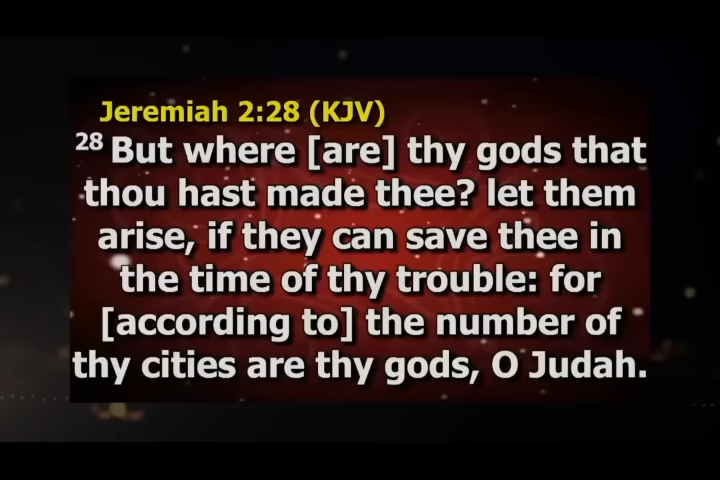 Jeremiah 2:28 (KJV)
28 But where [are] thy gods that
thou hast made thee? let them
arise, if they can save thee in
the time of thy trouble: for
[according to] the number of
thy cities are thy gods, O Judah.